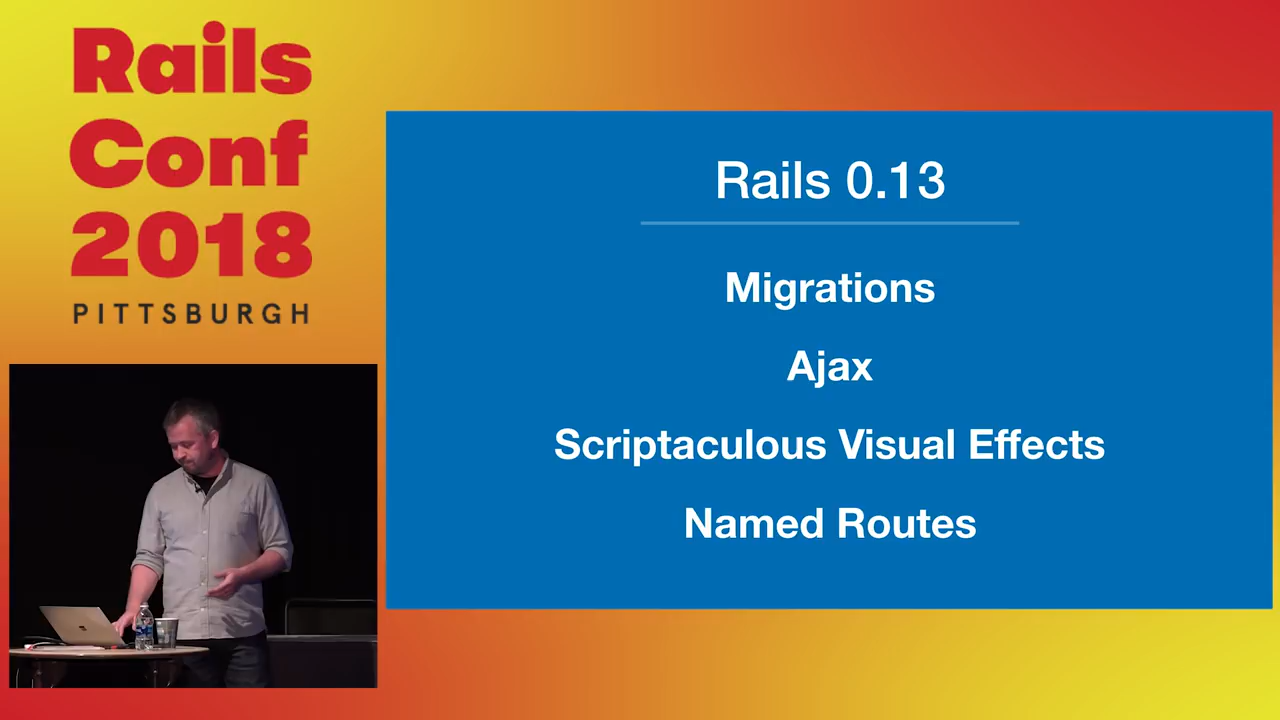 Rails
Conf
2018
PITTSBURGH
Rails 0.13
Migrations
Ajax
Scriptaculous Visual Effects
Named Routes